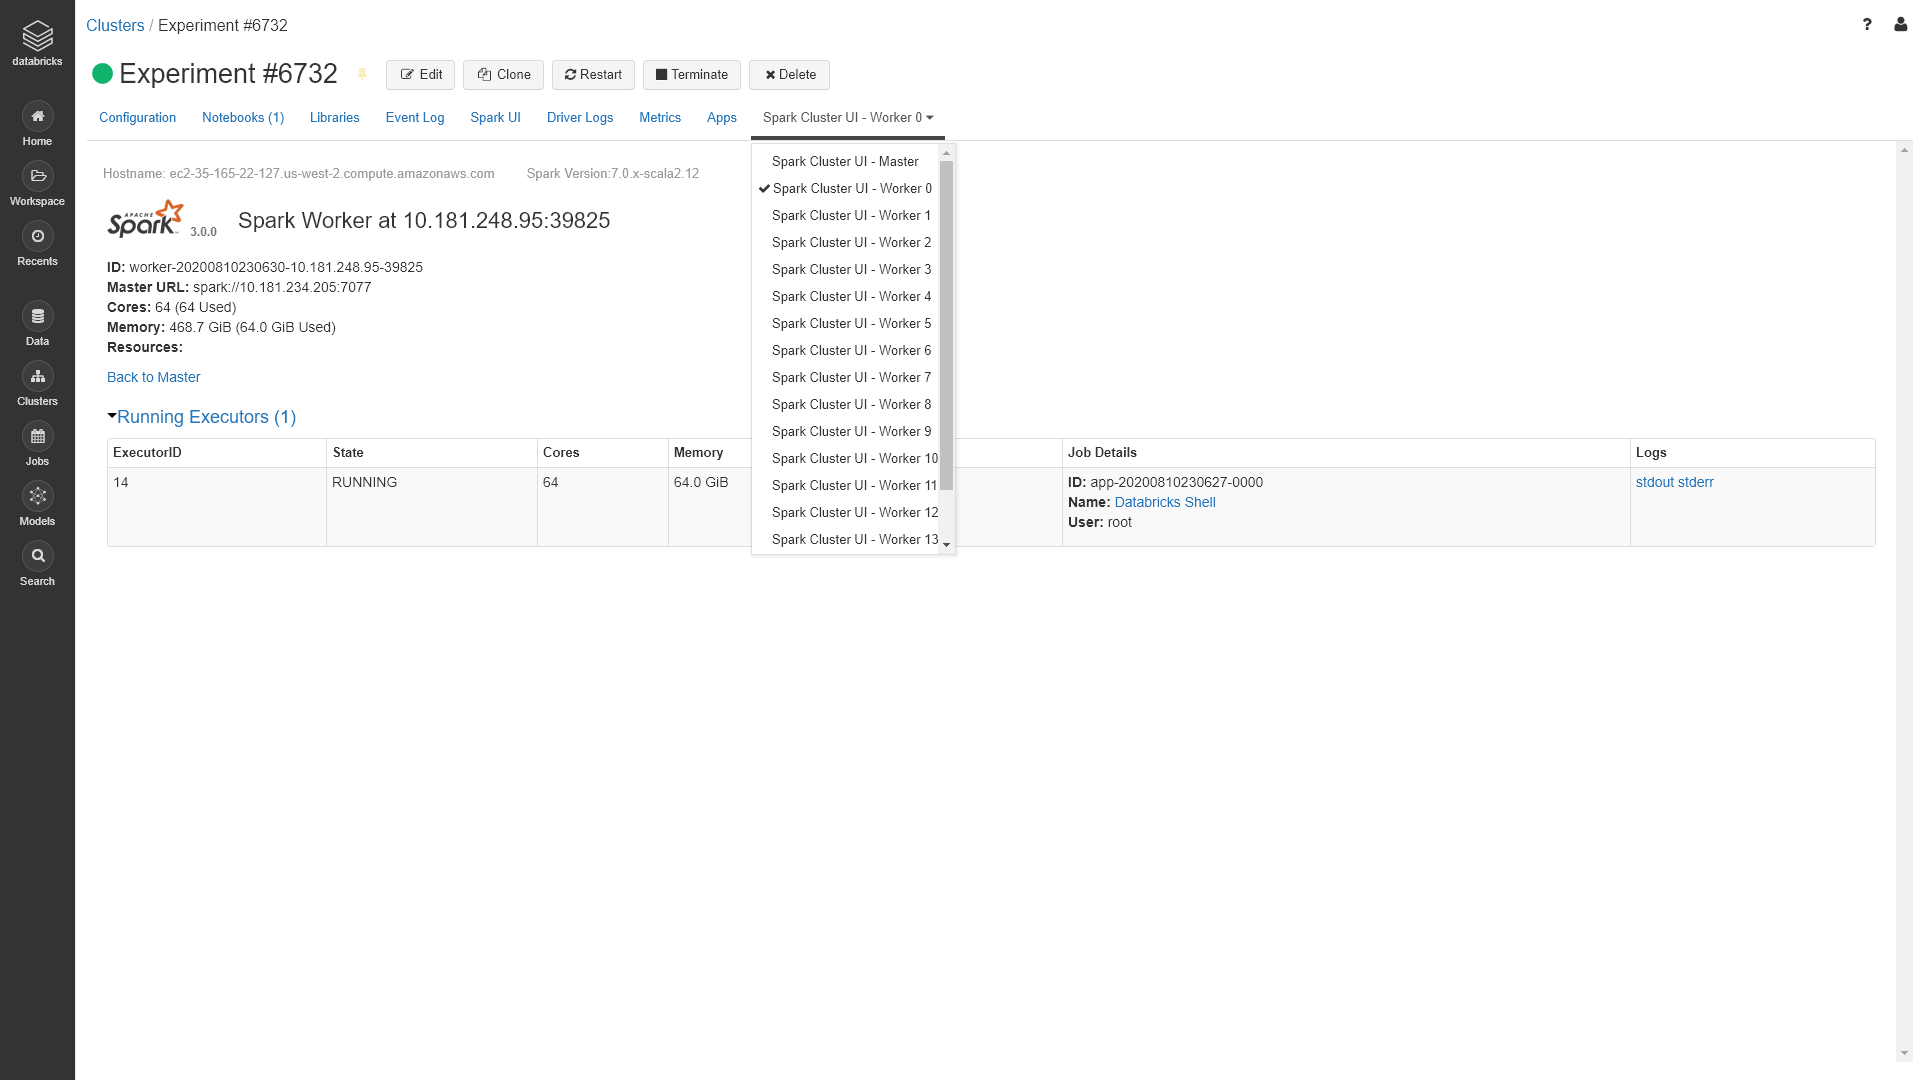 databricks
Home
Workspace
Recents
Data
Clusters
Jobs
Models
Search
Clusters / Experiment #6732
?
Experiment #6732
Edit
Clone
Restart
Terminate
Delete
Configuration
Notebooks (1)
Libraries
Event Log
Spark UI
Driver Logs
Metrics
Apps
Spark Cluster UI - Worker 0
Spark Cluster UI - Master
Spark Cluster UI - Worker 0
Spark Cluster UI - Worker 1
Spark Cluster UI - Worker 2
Spark Cluster UI - Worker 3
Spark Cluster UI - Worker 4
Spark Cluster UI - Worker 5
Spark Cluster UI - Worker 6
Spark Cluster UI - Worker 7
Spark Cluster UI - Worker 8
Spark Cluster UI - Worker 9
Spark Cluster UI - Worker 10
Spark Cluster UI - Worker 11
Spark Cluster UI - Worker 12
Spark Cluster UI - Worker 13
Hostname: ec2-35-165-22-127.us-west-2.compute.amazonaws.com
Spark Version:7.0.x-scala2.12
APACHE
Spark
3.0.0
Spark Worker at 10.181.248.95:39825
ID: worker-20200810230630-10.181.248.95-39825
Master URL: spark://10.181.234.205:7077
Cores: 64 (64 Used)
Memory: 468.7 GiB (64.0 GiB Used)
Resources:
Back to Master
Running Executors (1)
ExecutorID State Cores Memory Job Details Logs
14 RUNNING 64 64.0 GiB ID: app-20200810230627-0000 stdout stderr
Name: Databricks Shell
User: root